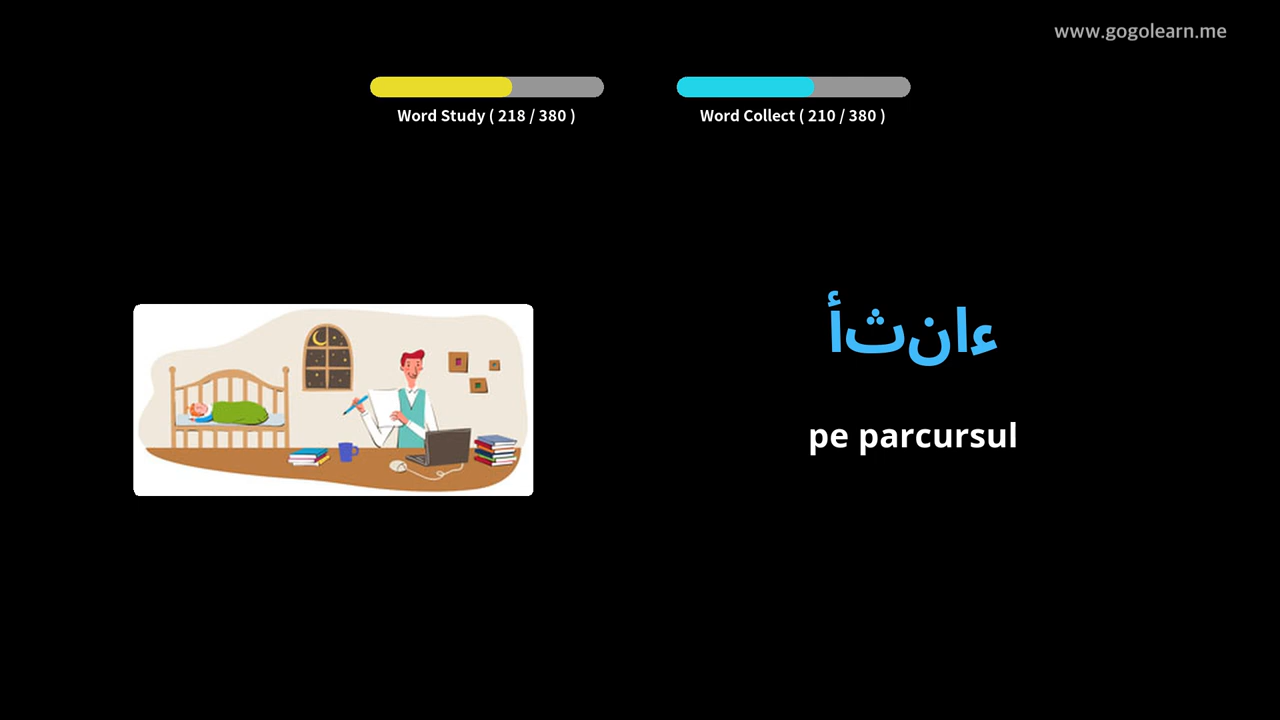 www.gogolearn.me
Word Study ( 218 / 380 )
Word Collect ( 210 / 380 )
أثناء
pe parcursul